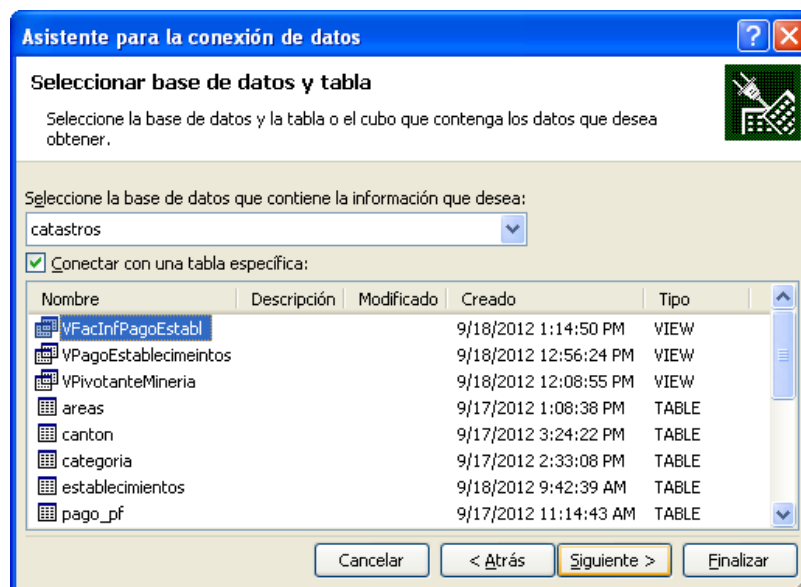 Asistente para la conexión de datos
Seleccionar base de datos y tabla
Seleccione la base de datos y la tabla o el cubo que contenga los datos que desea
obtener.
Seleccione la base de datos que contiene la información que desea:
catastros
Conectar con una tabla específica:
Nombre Descripción Modificado Creado Tipo
VFacInfPagoEstabl 9/18/2012 1:14:50 PM VIEW
VPagoEstablecimeintos 9/18/2012 12:56:24 PM VIEW
VPivotanteMineria 9/18/2012 12:08:55 PM VIEW
areas 9/17/2012 1:08:38 PM TABLE
canton 9/17/2012 3:24:22 PM TABLE
categoria 9/17/2012 2:33:08 PM TABLE
establecimientos 9/18/2012 9:42:39 AM TABLE
pago_pf 9/17/2012 11:14:43 AM TABLE
Cancelar < Atrás Siguiente > Finalizar